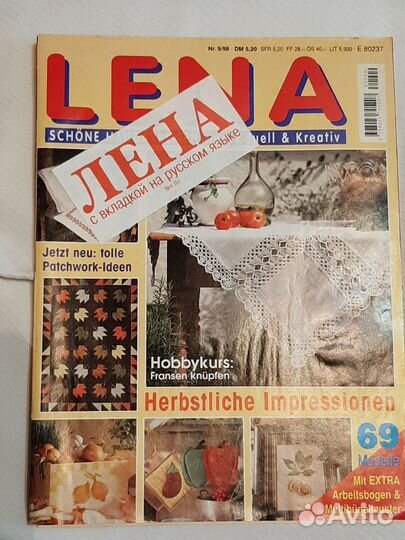 Nr. 9/98 DM 5,20 SFR 5,20 FF 28,- ÖS 40,- LIT 5.900 E 80237
LENA
SCHÖNE & Kreativ
ЛЕНА
с вкладкой на русском языке
Jetzt neu: tolle
Patchwork-Ideen
Hobbykurs:
Fransen knüpfen
Herbstliche Impressionen
69
Modelle
Mit EXTRA
Arbeitsbogen &
Multibügelmuster
Avito